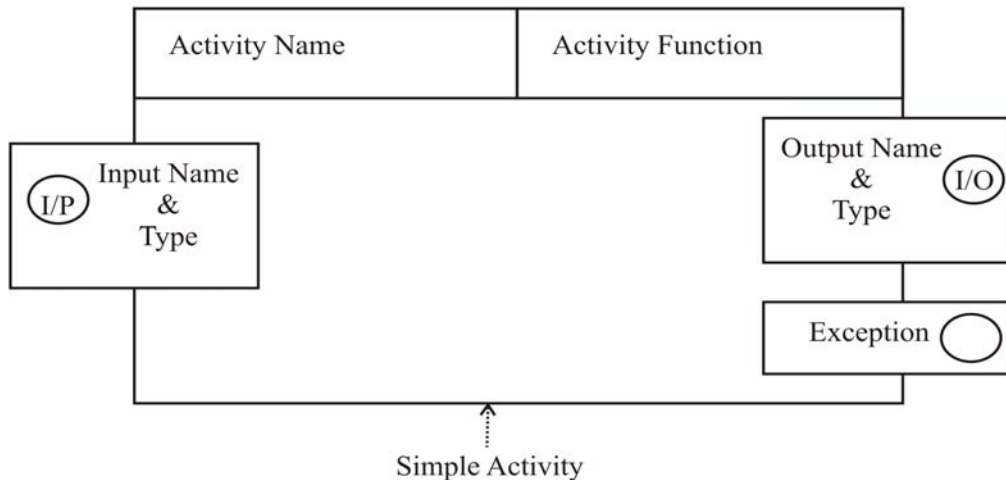 Activity Name
Activity Function
I/P
Input Name
&
Type
Output Name
&
Type
I/O
Exception
Simple Activity